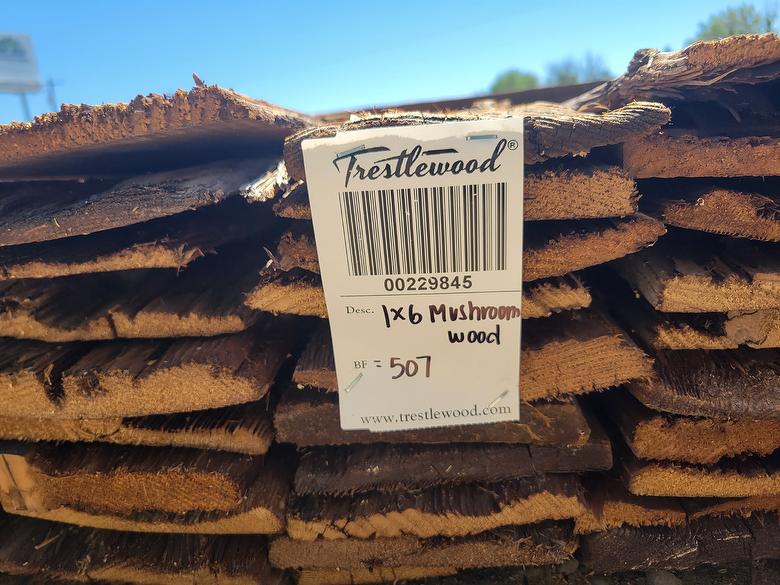 Trestlewood®
00229845
Desc. 1x6 Mushroom
wood
BF = 507
www.trestlewood.com